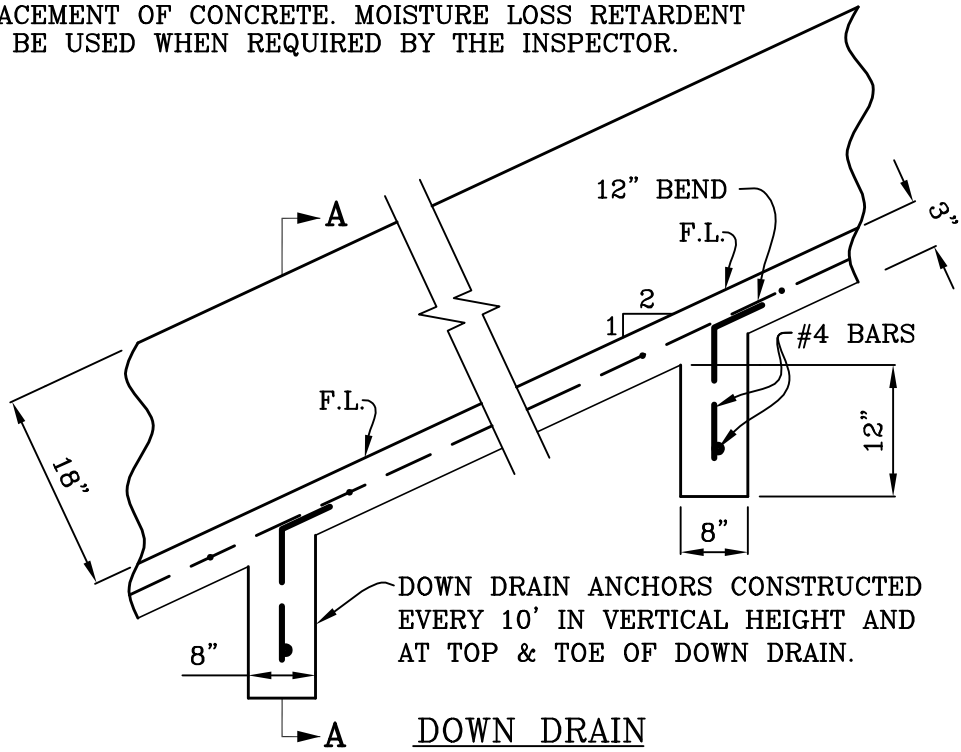 ACEMENT OF CONCRETE. MOISTURE LOSS RETARDENT
BE USED WHEN REQUIRED BY THE INSPECTOR.
12" BEND
3"
A
F.L.
2
1
#4 BARS
F.L.
12"
18"
8"
DOWN DRAIN ANCHORS CONSTRUCTED
EVERY 10' IN VERTICAL HEIGHT AND
AT TOP & TOE OF DOWN DRAIN.
8"
A
DOWN DRAIN